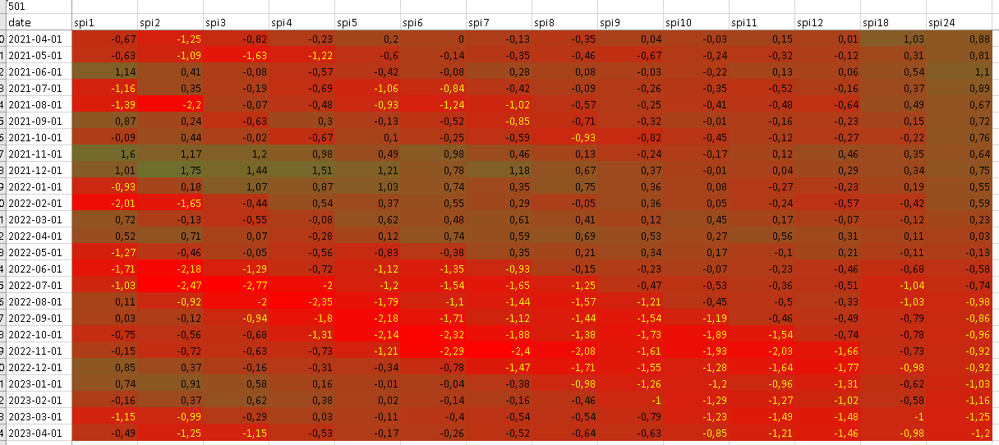 501
date spi1 spi2 spi3 spi4 spi5 spi6 spi7 spi8 spi9 spi10 spi11 spi12 spi18 spi24
0 2021-04-01 -0,67 -1,25 -0,82 -0,23 0,2 0 -0,13 -0,35 0,04 -0,03 0,15 0,01 1,03 0,88
1 2021-05-01 -0,63 -1,09 -1,63 -1,22 -0,6 -0,14 -0,35 -0,46 -0,67 -0,24 -0,32 -0,12 0,31 0,81
2 2021-06-01 1,14 0,41 -0,08 -0,57 -0,42 -0,08 0,28 0,08 -0,03 -0,22 0,13 0,06 0,54 1,1
3 2021-07-01 -1,16 0,35 -0,19 -0,69 -1,06 -0,84 -0,42 -0,09 0,24 -0,26 -0,35 -0,52 -0,16 0,37 0,89
4 2021-08-01 -1,39 -2,2 -0,07 -0,48 -0,93 -1,24 -1,02 -0,57 -0,25 -0,41 -0,48 -0,64 0,49 0,67
5 2021-09-01 0,87 0,24 -0,63 0,3 -0,13 -0,52 -0,85 -0,71 -0,32 -0,01 -0,16 -0,23 0,15 0,72
6 2021-10-01 -0,09 0,44 -0,02 -0,67 0,1 -0,25 -0,59 -0,93 -0,82 -0,45 -0,12 -0,27 -0,22 0,76
7 2021-11-01 1,6 1,17 1,2 0,98 0,49 0,98 0,46 0,13 -0,24 -0,17 0,12 0,46 0,35 0,64
8 2021-12-01 1,01 1,75 1,44 1,51 1,21 0,78 1,18 0,67 0,37 -0,01 0,04 0,29 0,34 0,75
9 2022-01-01 -0,93 0,18 1,07 0,87 1,03 0,74 0,35 0,75 0,36 0,08 -0,27 -0,23 0,19 0,55
0 2022-02-01 -2,01 -1,65 -0,44 0,54 0,37 0,55 0,29 -0,05 0,36 0,05 -0,24 -0,57 -0,42 0,59
1 2022-03-01 0,72 -0,13 -0,55 -0,08 0,62 0,48 0,61 0,41 0,12 0,45 0,17 -0,07 -0,12 0,23
2 2022-04-01 0,52 0,71 0,07 -0,28 0,12 0,74 0,59 0,69 0,53 0,27 0,56 0,31 0,11 0,03
3 2022-05-01 -1,27 -0,46 -0,05 -0,56 -0,83 -0,38 0,35 0,21 0,34 0,17 -0,1 0,21 -0,11 -0,13
4 2022-06-01 -1,71 -2,18 -1,29 -0,72 -1,12 -1,35 -0,93 -0,15 -0,23 -0,07 -0,23 -0,46 -0,68 -0,58
5 2022-07-01 -1,03 -2,47 -2,77 -2 -1,2 -1,54 -1,65 -1,25 -0,47 -0,53 -0,36 -0,51 -1,04 -0,74
6 2022-08-01 0,11 -0,92 -2 -2,35 -1,79 -1,1 -1,44 -1,57 -1,21 -0,45 -0,5 -0,33 -1,03 -0,98
7 2022-09-01 0,03 -0,12 -0,94 -1,8 -2,18 -1,71 -1,12 -1,44 -1,54 -1,19 -0,46 -0,49 -0,79 -0,86
8 2022-10-01 -0,75 -0,56 -0,68 -1,31 -2,14 -2,32 -1,88 -1,38 -1,73 -1,89 -1,54 -0,74 -0,78 -0,96
9 2022-11-01 -0,15 -0,72 -0,63 -0,73 -1,21 -2,29 -2,4 -2,08 -1,61 -1,93 -2,03 -1,66 -0,73 -0,92
0 2022-12-01 0,85 0,37 -0,16 -0,31 -0,34 -0,78 -1,47 -1,71 -1,55 -1,28 -1,64 -1,77 -0,98 -0,92
1 2023-01-01 0,74 0,91 0,58 0,16 -0,01 -0,04 -0,38 -0,98 -1,26 -1,2 -0,96 -1,31 -0,62 -1,03
2 2023-02-01 -0,16 0,37 0,62 0,38 0,02 -0,14 -0,16 -0,46 -1 -1,29 -1,27 -1,02 -0,58 -1,16
3 2023-03-01 -1,15 -0,99 -0,29 0,03 -0,11 -0,4 -0,54 -0,54 -0,79 -1,23 -1,49 -1,48 -1 -1,25
4 2023-04-01 -0,49 -1,25 -1,15 -0,53 -0,17 -0,26 -0,52 -0,64 -0,63 -0,85 -1,21 -1,46 -0,98 -1,2